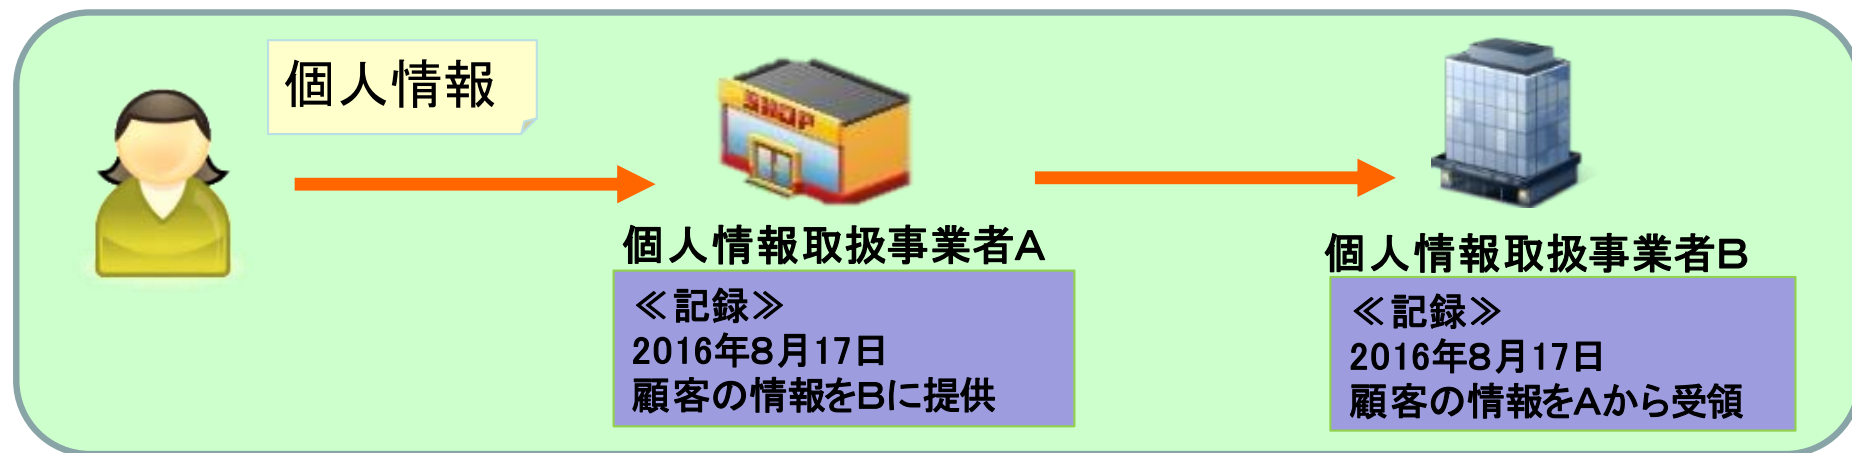 個人情報
SHOP
個人情報取扱事業者A
≪記録≫
2016年8月17日
顧客の情報をBに提供
個人情報取扱事業者B
≪記録≫
2016年8月17日
顧客の情報をAから受領